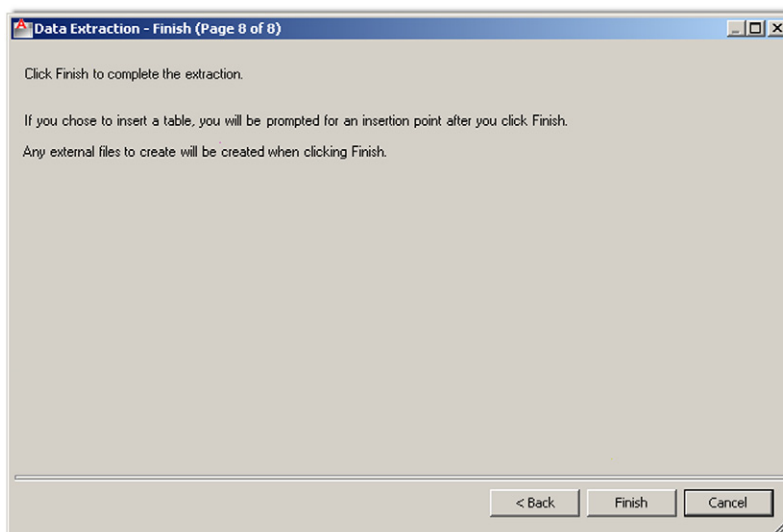 Data Extraction - Finish (Page 8 of 8)
Click Finish to complete the extraction.
If you chose to insert a table, you will be prompted for an insertion point after you click Finish.
Any external files to create will be created when clicking Finish.
< Back Finish Cancel